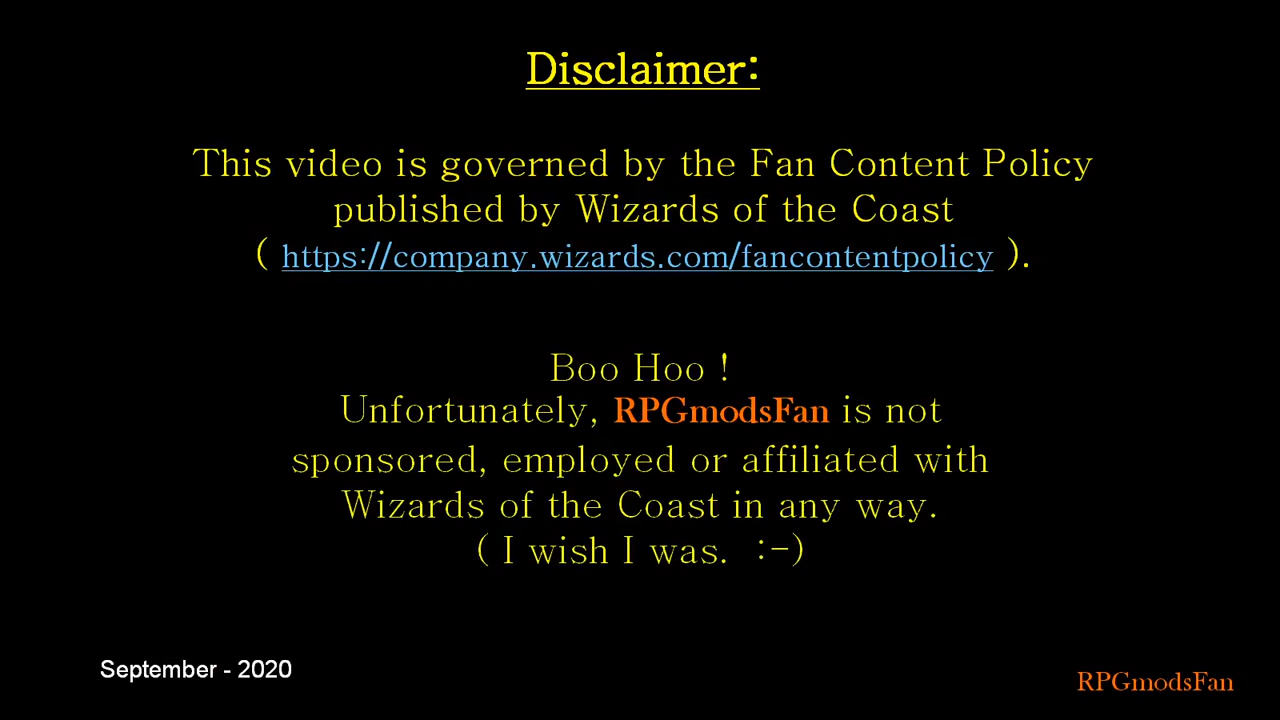 Disclaimer:
This video is governed by the Fan Content Policy
published by Wizards of the Coast
( https://company.wizards.com/fancontentpolicy ).
Boo Hoo !
Unfortunately, RPGmodsFan is not
sponsored, employed or affiliated with
Wizards of the Coast in any way.
( I wish I was.  :-)
September - 2020
RPGmodsFan